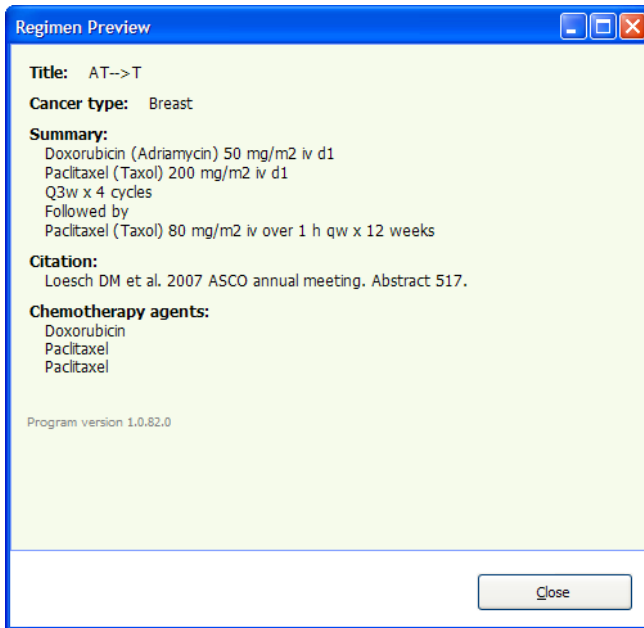 Regimen Preview
Title: AT-->T
Cancer type: Breast
Summary:
Doxorubicin (Adriamycin) 50 mg/m2 iv d1
Paclitaxel (Taxol) 200 mg/m2 iv d1
Q3w x 4 cycles
Followed by
Paclitaxel (Taxol) 80 mg/m2 iv over 1 h qw x 12 weeks
Citation:
Loesch DM et al. 2007 ASCO annual meeting. Abstract 517.
Chemotherapy agents:
Doxorubicin
Paclitaxel
Paclitaxel
Program version 1.0.82.0
Close